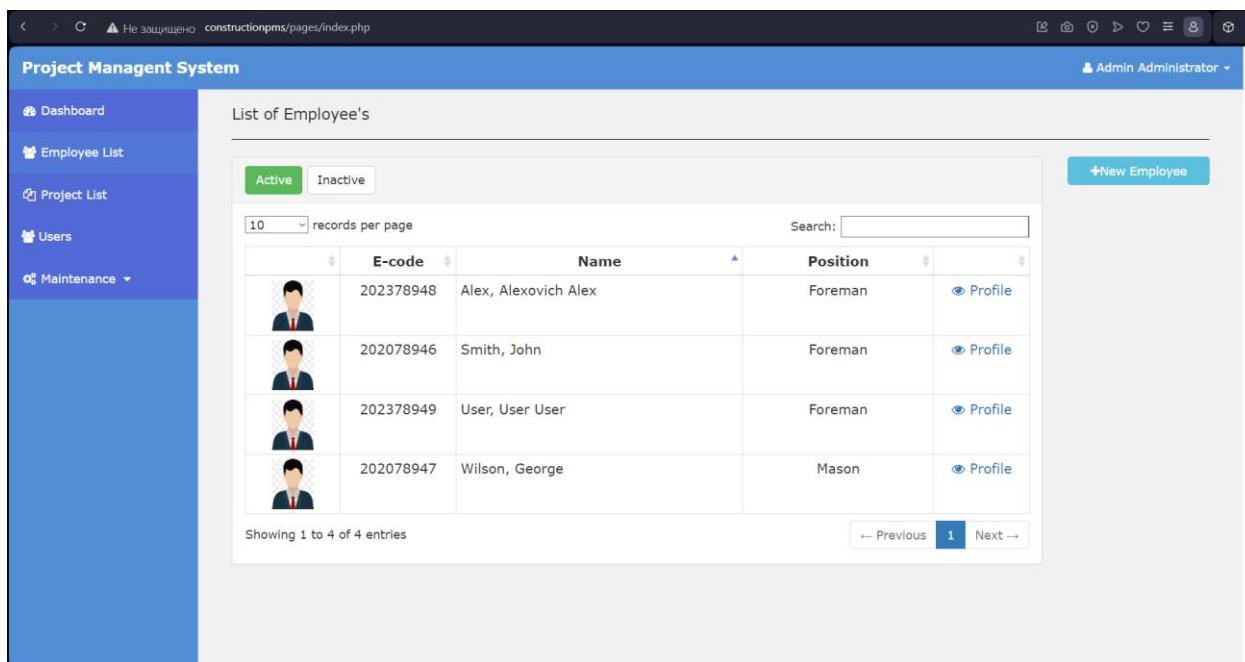 Не защищено constructionpms/pages/index.php
Project Managent System
Admin Administrator
Dashboard
Employee List
Project List
Users
Maintenance
List of Employee's
Active Inactive
+New Employee
10 records per page Search:
E-code Name Position
202378948 Alex, Alexovich Alex Foreman Profile
202078946 Smith, John Foreman Profile
202378949 User, User User Foreman Profile
202078947 Wilson, George Mason Profile
Showing 1 to 4 of 4 entries
← Previous 1 Next →